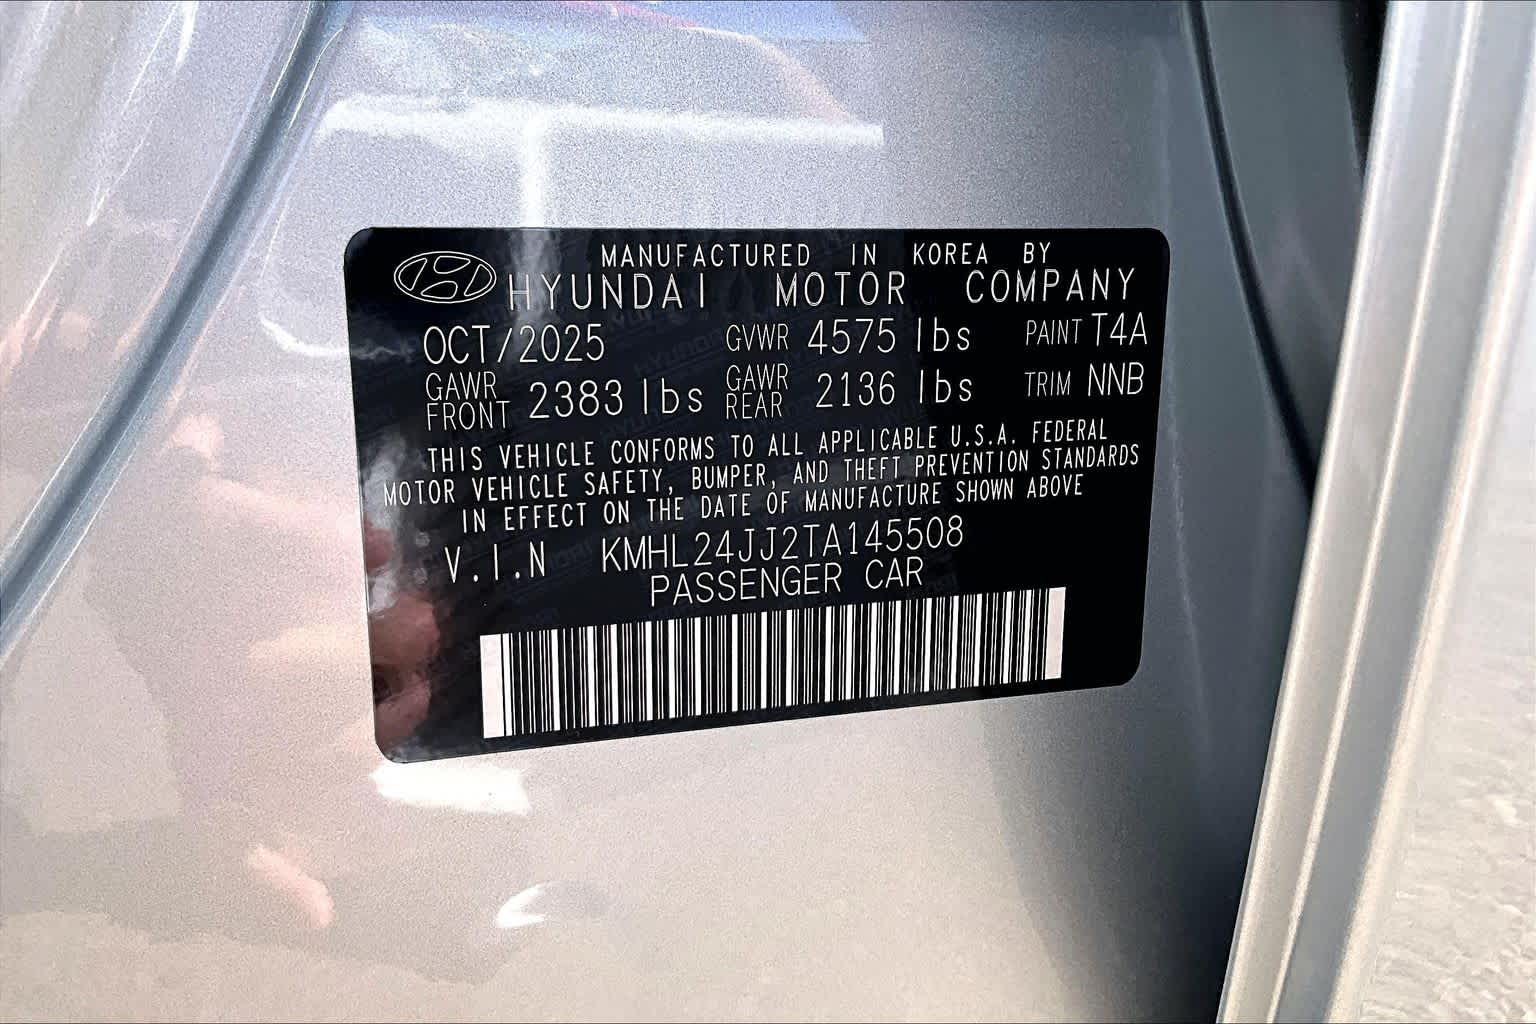 MANUFACTURED IN KOREA BY
HYUNDAI MOTOR COMPANY
OCT/2025 GVWR 4575 lbs PAINT T4A
GAWR FRONT 2383 lbs GAWR REAR 2136 lbs TRIM NNB
THIS VEHICLE CONFORMS TO ALL APPLICABLE U.S.A. FEDERAL
MOTOR VEHICLE SAFETY, BUMPER, AND THEFT PREVENTION STANDARDS
IN EFFECT ON THE DATE OF MANUFACTURE SHOWN ABOVE
V.I.N KMHL24JJ2TA145508
PASSENGER CAR